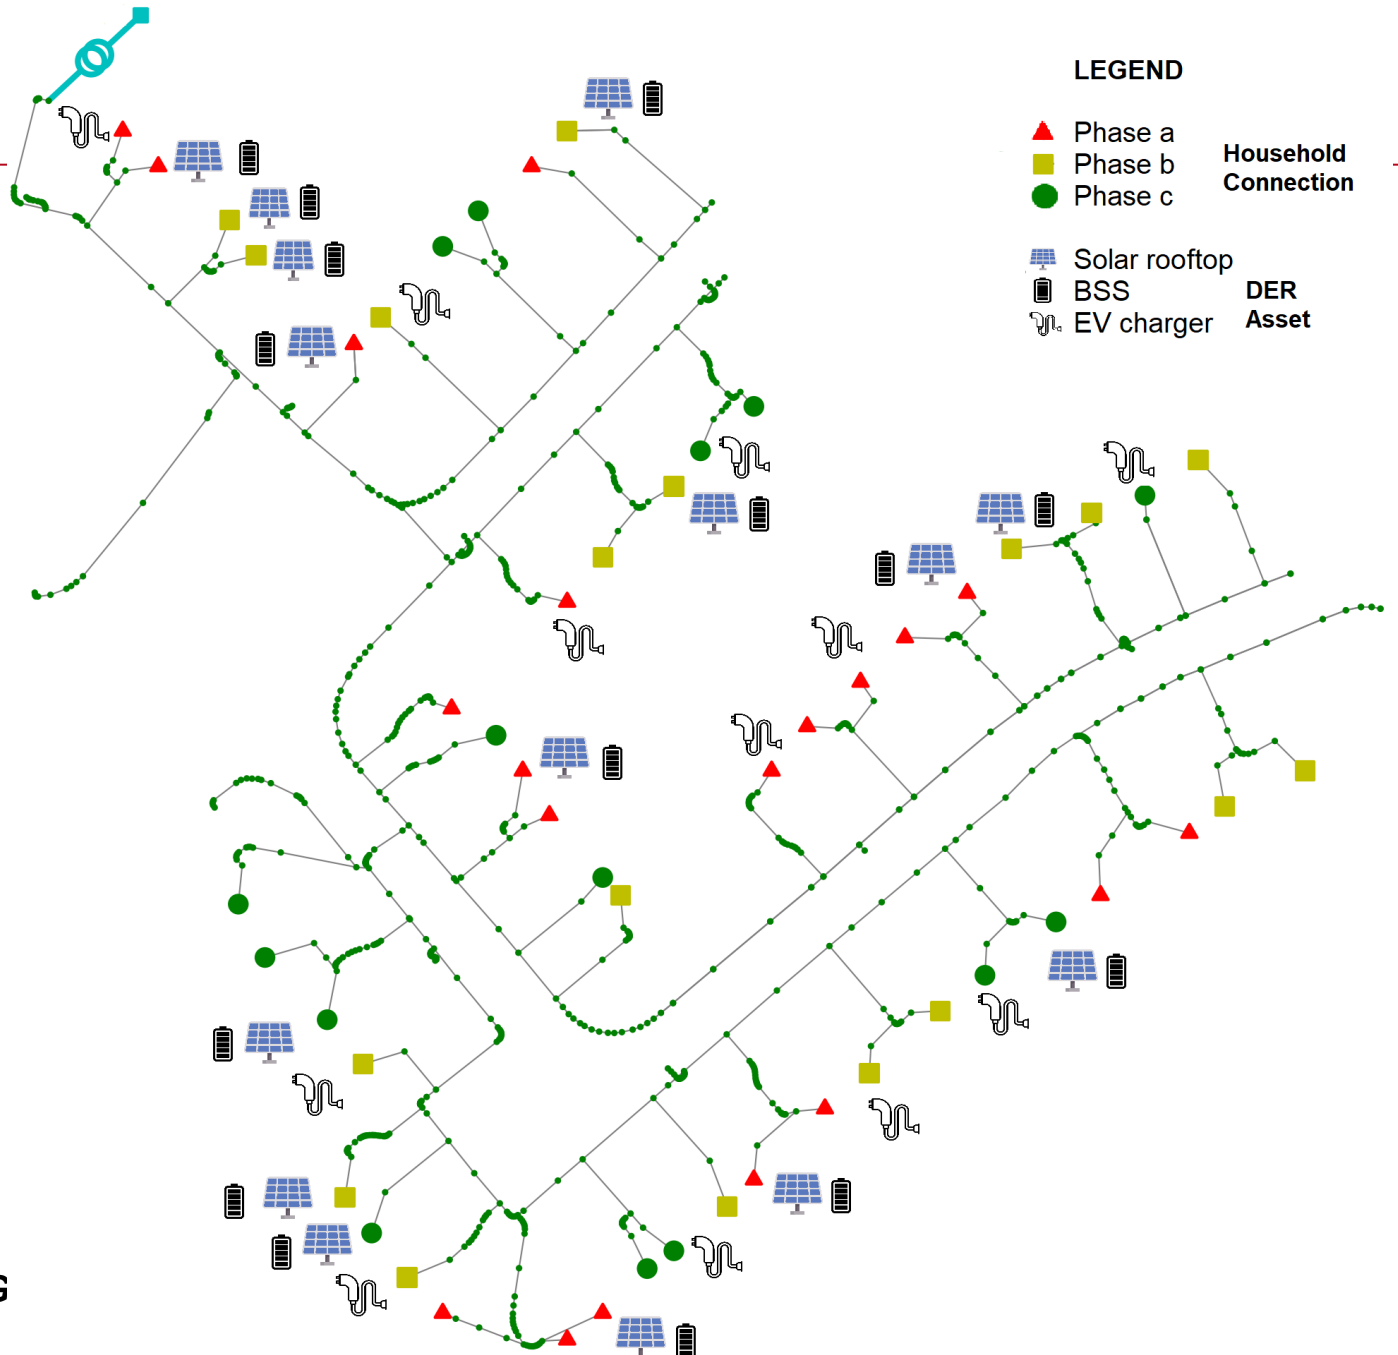 LEGEND
Phase a
Phase b
Phase c
Household
Connection
Solar rooftop
BSS
EV charger
DER
Asset